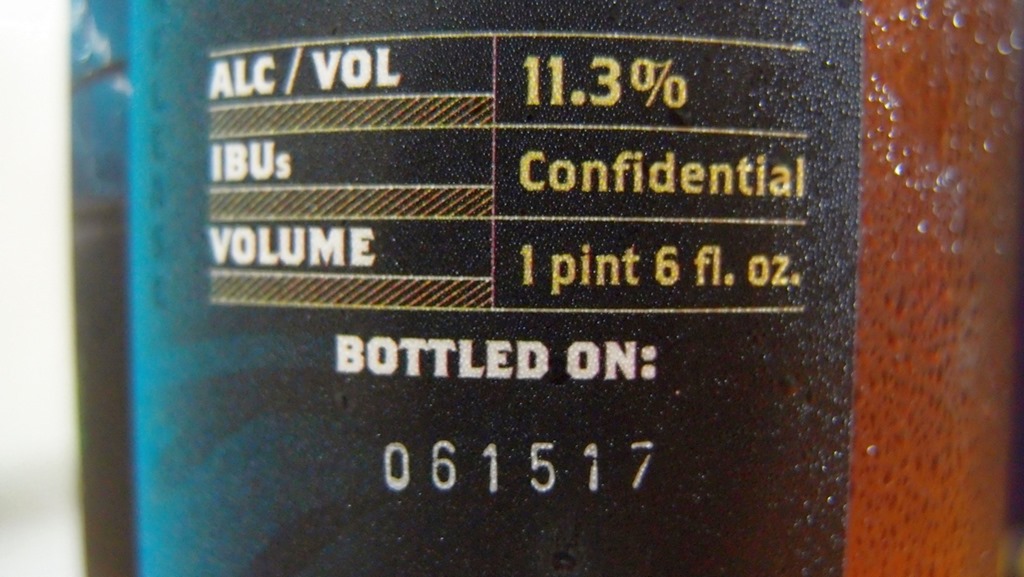 ALC / VOL 11.3%
IBUs Confidential
VOLUME 1 pint 6 fl. oz.
BOTTLED ON:
061517